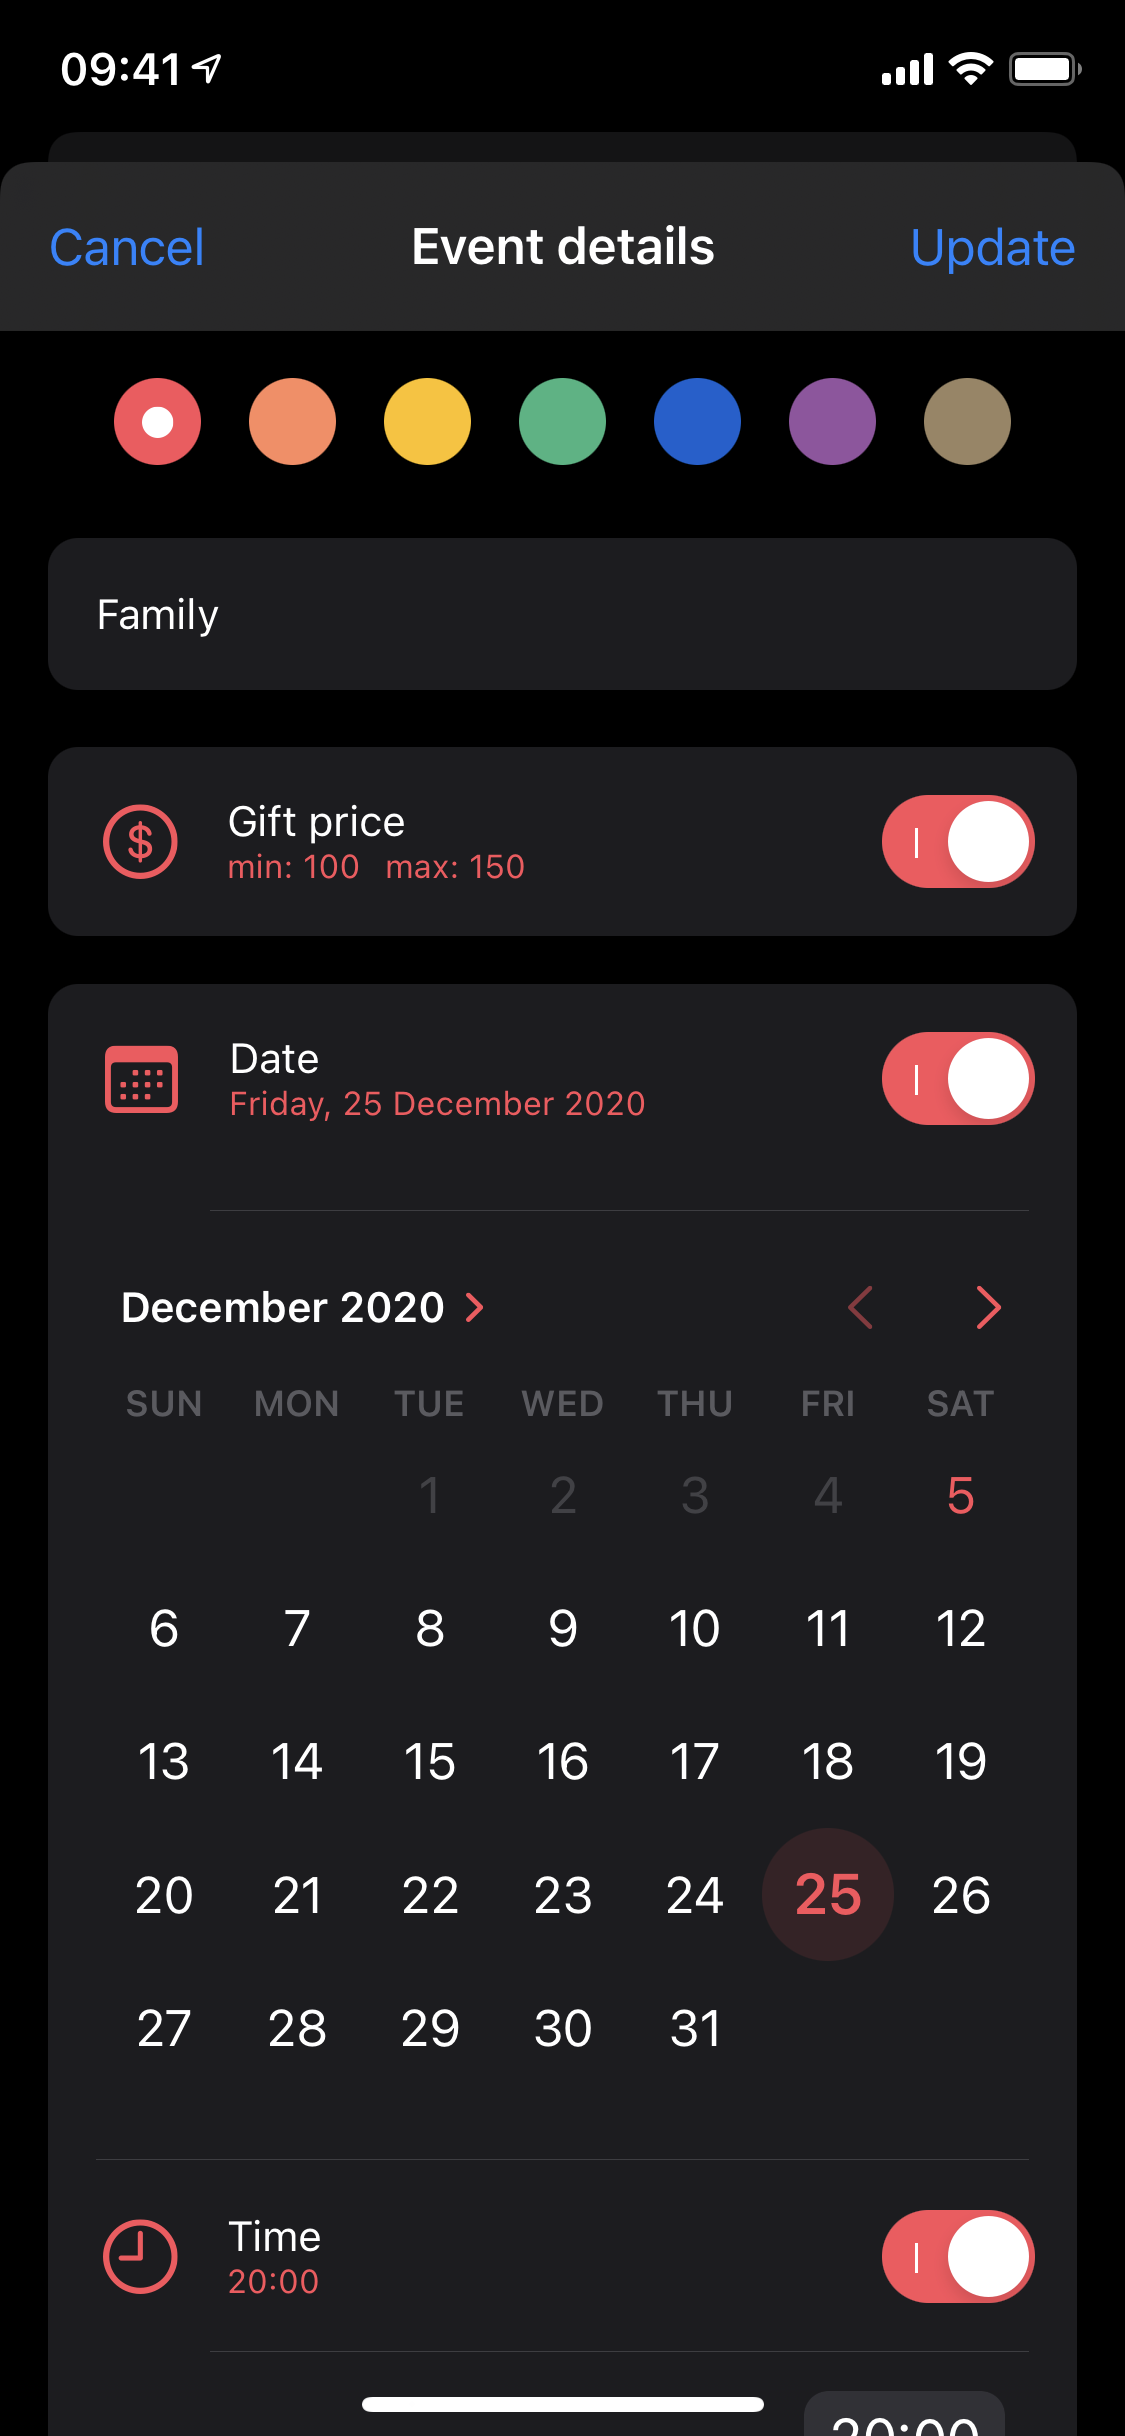 09:41
Cancel Event details Update
Family
Gift price
min: 100 max: 150
Date
Friday, 25 December 2020
December 2020
SUN MON TUE WED THU FRI SAT
1 2 3 4 5
6 7 8 9 10 11 12
13 14 15 16 17 18 19
20 21 22 23 24 25 26
27 28 29 30 31
Time
20:00
20:00